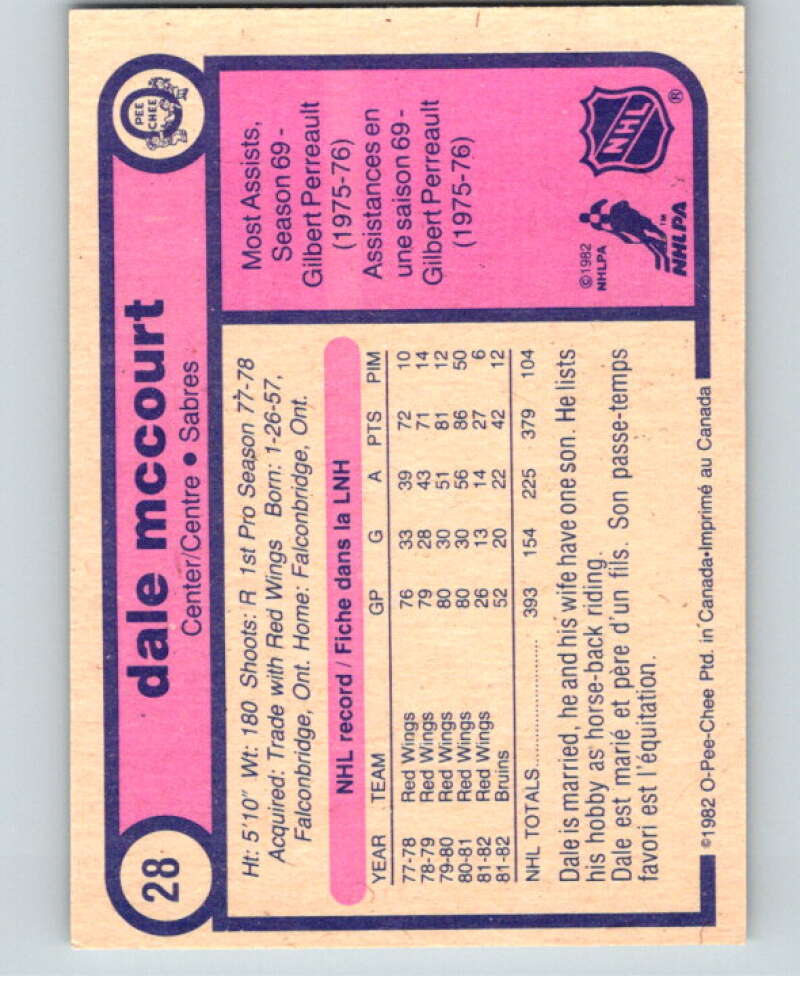 28
dale mccourt
Center/Centre • Sabres
O
PEE
CHEE
Ht: 5'10" Wt: 180 Shoots: R 1st Pro Season 77-78
Acquired: Trade with Red Wings Born: 1-26-57,
Falconbridge, Ont. Home: Falconbridge, Ont.
NHL record / Fiche dans la LNH
YEAR TEAM GP G A PTS PIM
77-78 Red Wings 76 33 39 72 10
78-79 Red Wings 79 28 43 71 14
79-80 Red Wings 80 30 51 81 12
80-81 Red Wings 80 30 56 86 50
81-82 Red Wings 26 13 14 27 6
81-82 Bruins 52 20 22 42 12
NHL TOTALS.................... 393 154 225 379 104
Dale is married, he and his wife have one son. He lists
his hobby as horse-back riding.
Dale est marié et père d'un fils. Son passe-temps
favori est l'équitation.
©1982 O-Pee-Chee Ptd. in Canada•Imprimé au Canada
Most Assists,
Season 69 -
Gilbert Perreault
(1975-76)
Assistances en
une saison 69 -
Gilbert Perreault
(1975-76)
©1982
NHLPA
NHLPA
TM
NHL
®